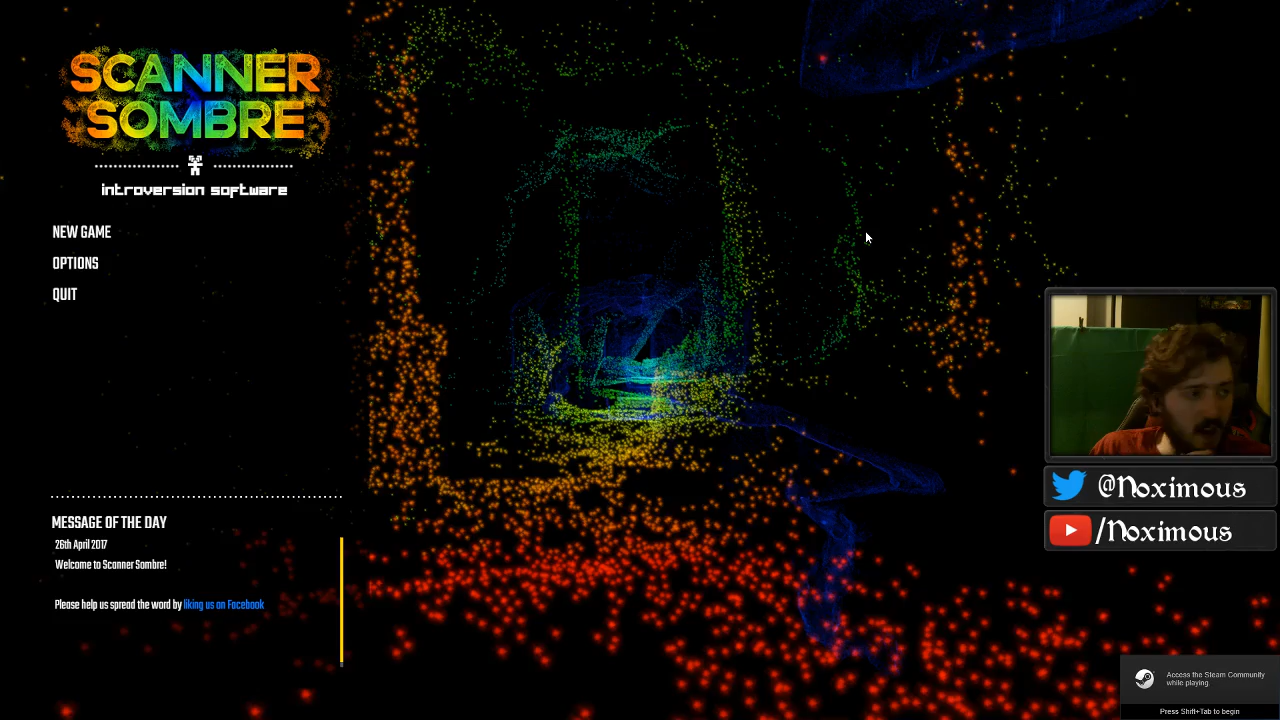 SCANNER
SOMBRE
introversion software
NEW GAME
OPTIONS
QUIT
MESSAGE OF THE DAY
26th April 2017
Welcome to Scanner Sombre!
Please help us spread the word by liking us on Facebook
@Noximous
/Noximous
Access the Steam Community
while playing
Press Shift+Tab to begin